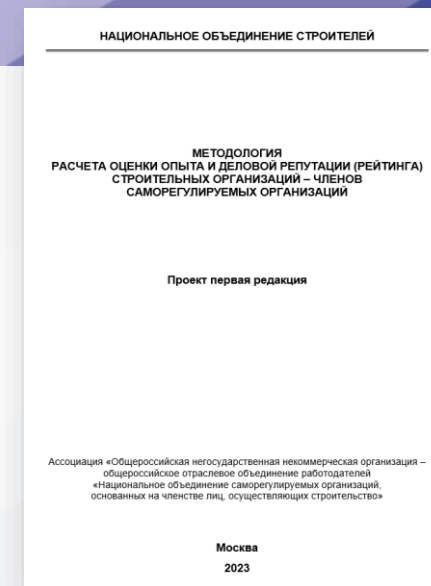 НАЦИОНАЛЬНОЕ ОБЪЕДИНЕНИЕ СТРОИТЕЛЕЙ
МЕТОДОЛОГИЯ
РАСЧЕТА ОЦЕНКИ ОПЫТА И ДЕЛОВОЙ РЕПУТАЦИИ (РЕЙТИНГА)
СТРОИТЕЛЬНЫХ ОРГАНИЗАЦИЙ – ЧЛЕНОВ
САМОРЕГУЛИРУЕМЫХ ОРГАНИЗАЦИЙ
Проект первая редакция
Ассоциация «Общероссийская негосударственная некоммерческая организация –
общероссийское отраслевое объединение работодателей
«Национальное объединение саморегулируемых организаций,
основанных на членстве лиц, осуществляющих строительство»
Москва
2023